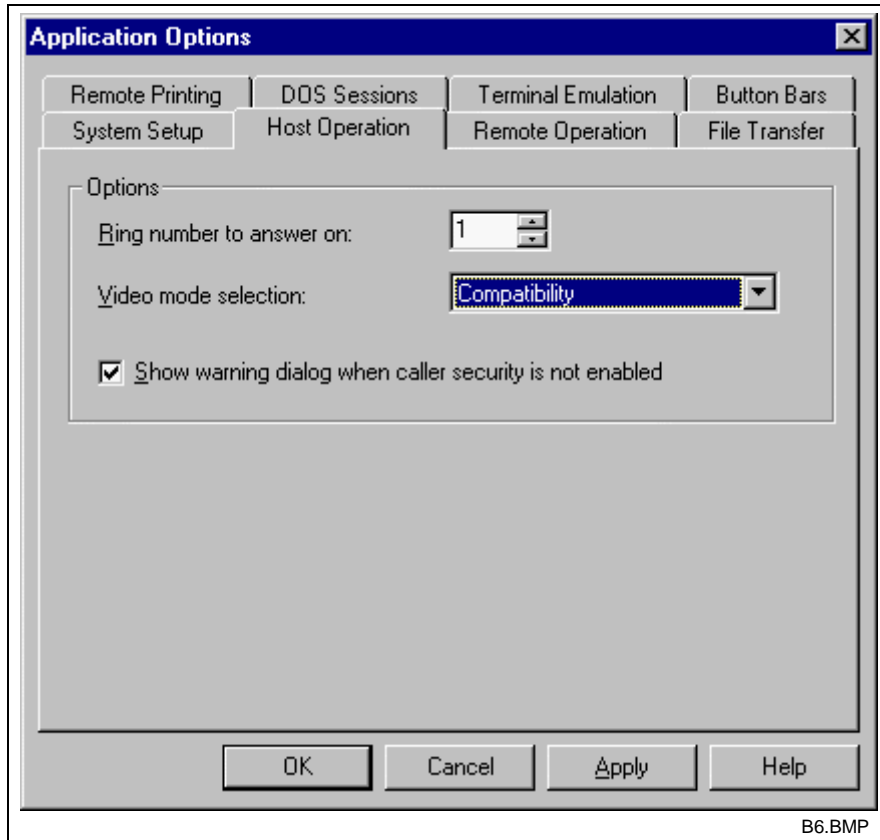 Application Options
Remote Printing DOS Sessions Terminal Emulation Button Bars
System Setup Host Operation Remote Operation File Transfer
Options
Ring number to answer on: 1
Video mode selection: Compatibility
Show warning dialog when caller security is not enabled
OK Cancel Apply Help
B6.BMP